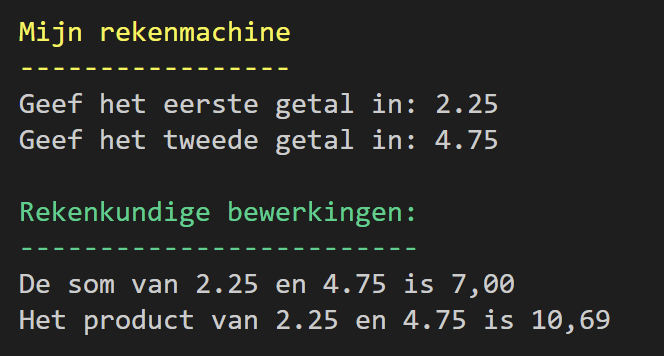 Mijn rekenmachine
-----------------
Geef het eerste getal in: 2.25
Geef het tweede getal in: 4.75
Rekenkundige bewerkingen:
-------------------------
De som van 2.25 en 4.75 is 7,00
Het product van 2.25 en 4.75 is 10,69